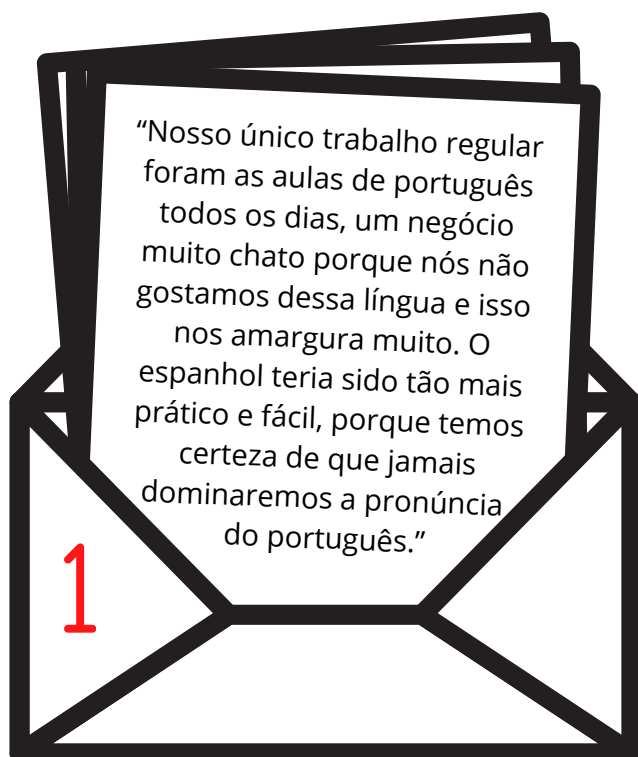 “Nosso único trabalho regular
foram as aulas de português
todos os dias, um negócio
muito chato porque nós não
gostamos dessa língua e isso
nos amargura muito. O
espanhol teria sido tão mais
prático e fácil, porque temos
certeza de que jamais
dominaremos a pronúncia
do português.”
1